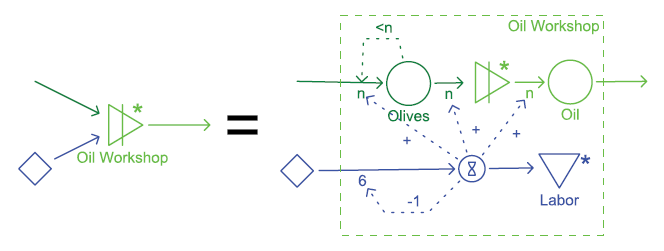 *
Oil Workshop
=
Oil Workshop
<n
*
n
n
n
Olives
Oil
+
+
+
6
*
-1
Labor